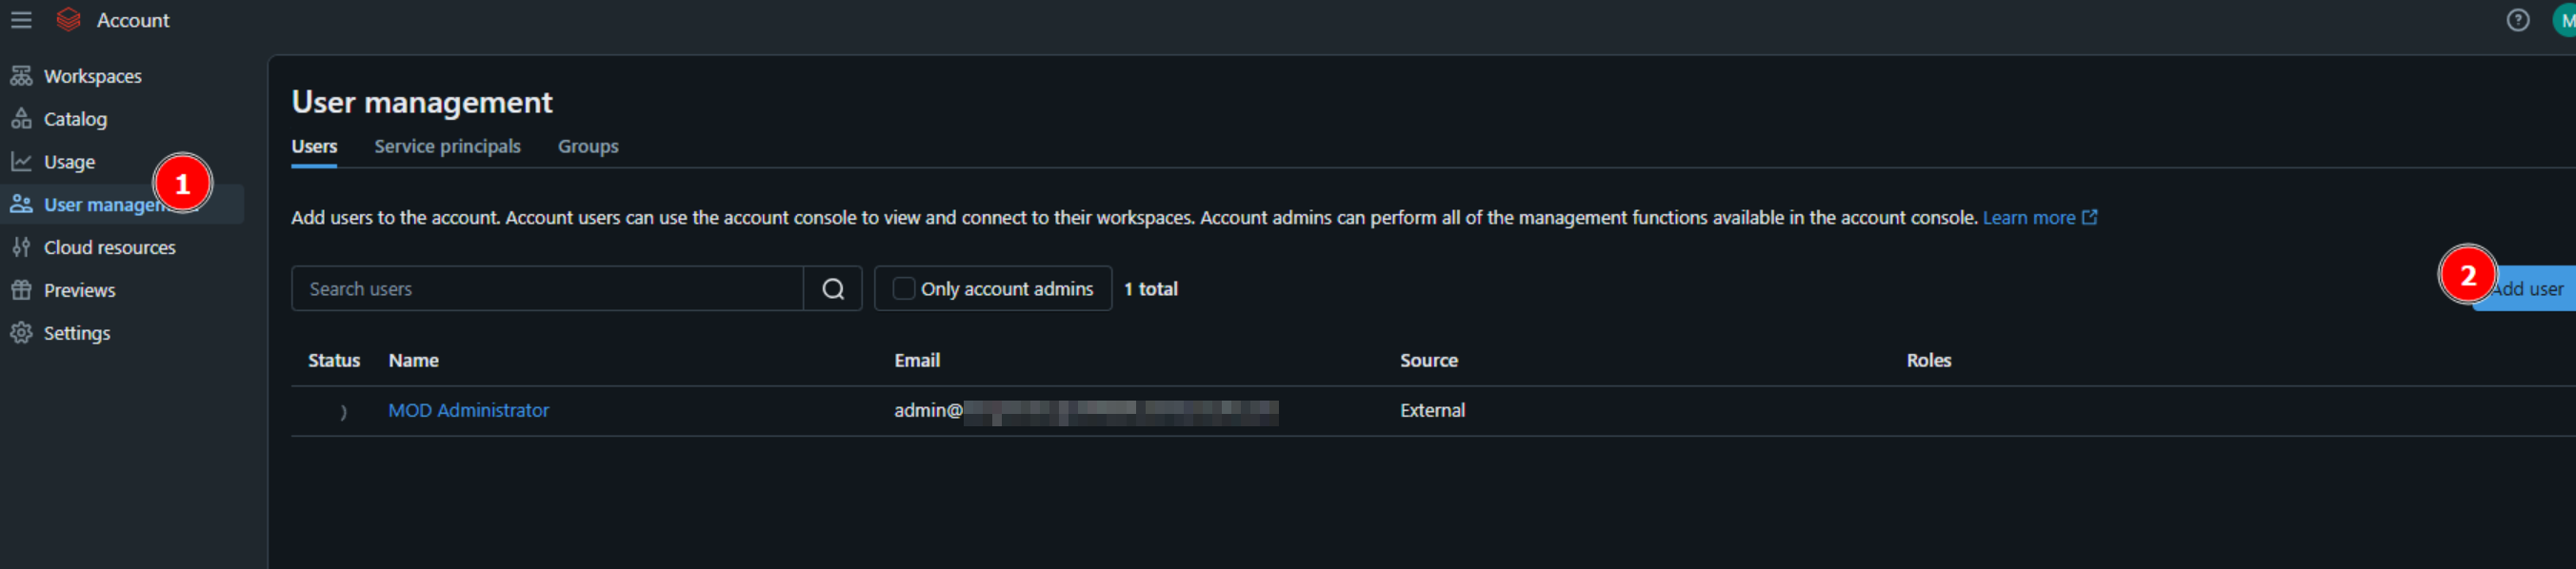 Account
M
Workspaces
Catalog
Usage
1
User managem
Cloud resources
Previews
Settings
User management
Users Service principals Groups
Add users to the account. Account users can use the account console to view and connect to their workspaces. Account admins can perform all of the management functions available in the account console. Learn more
Search users
Only account admins
1 total
2
Add user
Status Name Email Source Roles
MOD Administrator admin@ External